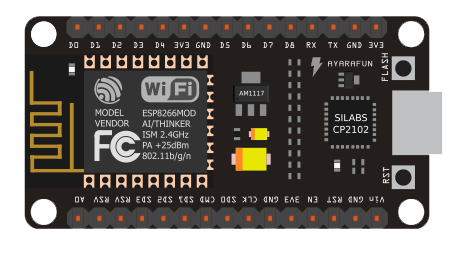 D0 D1 D2 D3 D4 3V3 GND D5 D6 D7 D8 RX TX GND 3V3
AYARAFUN
FLASH
WiFi
AM1117
MODEL
VENDOR
ESP8266MOD
AI/THINKER
ISM 2.4GHz
PA +25dBm
802.11b/g/n
FC
SILABS
CP2102
RST
A0 RSV RSV SD3 SD2 SD1 CMD SD0 CLK GND 3V3 EN RST GND Vin